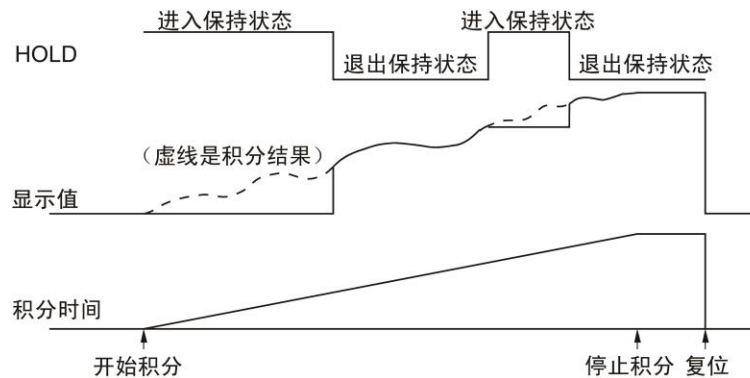 进入保持状态
进入保持状态
HOLD
退出保持状态
退出保持状态
（虚线是积分结果）
显示值
积分时间
开始积分
停止积分
复位